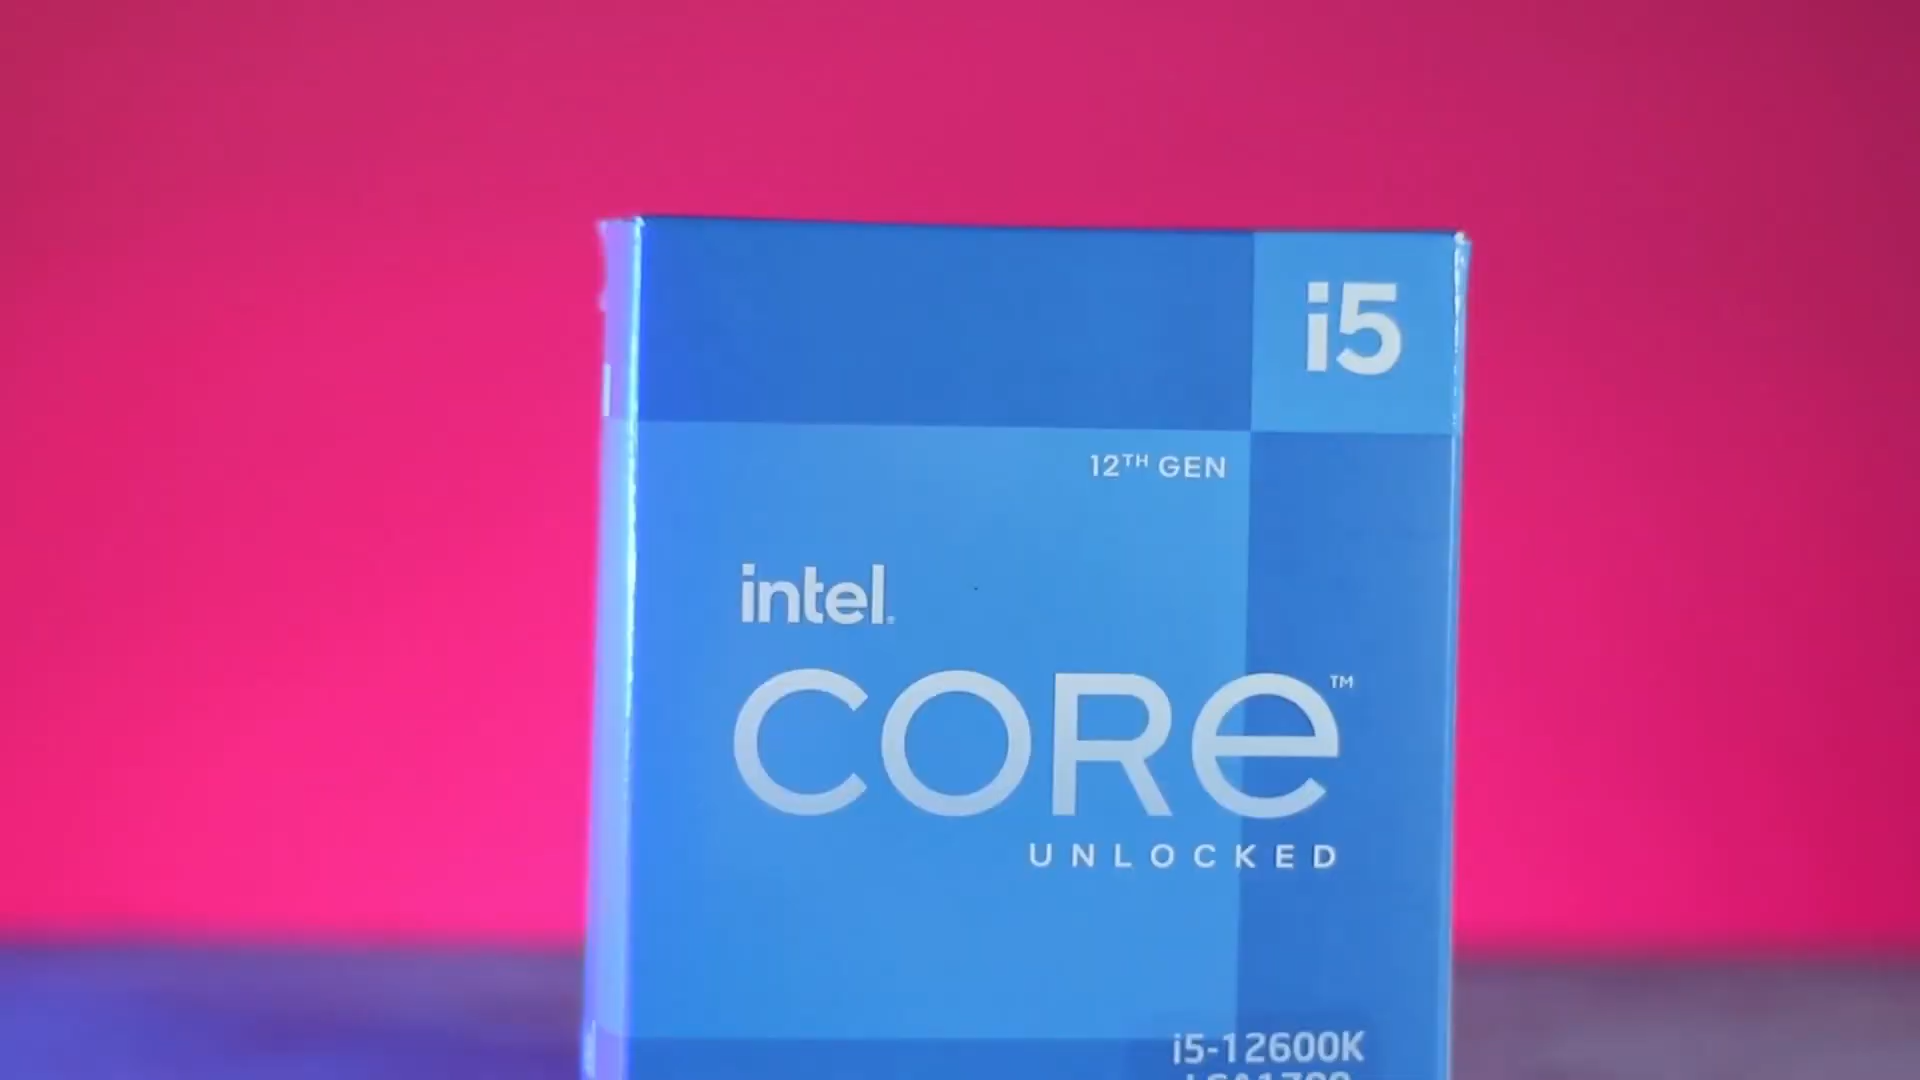 i5
12TH GEN
intel.
CORe™
UNLOCKED
i5-12600K